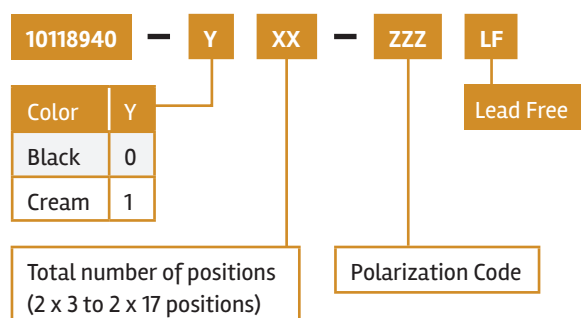 10118940 – Y XX – ZZZ LF
Color Y
Black 0
Cream 1
Lead Free
Total number of positions
(2 x 3 to 2 x 17 positions)
Polarization Code